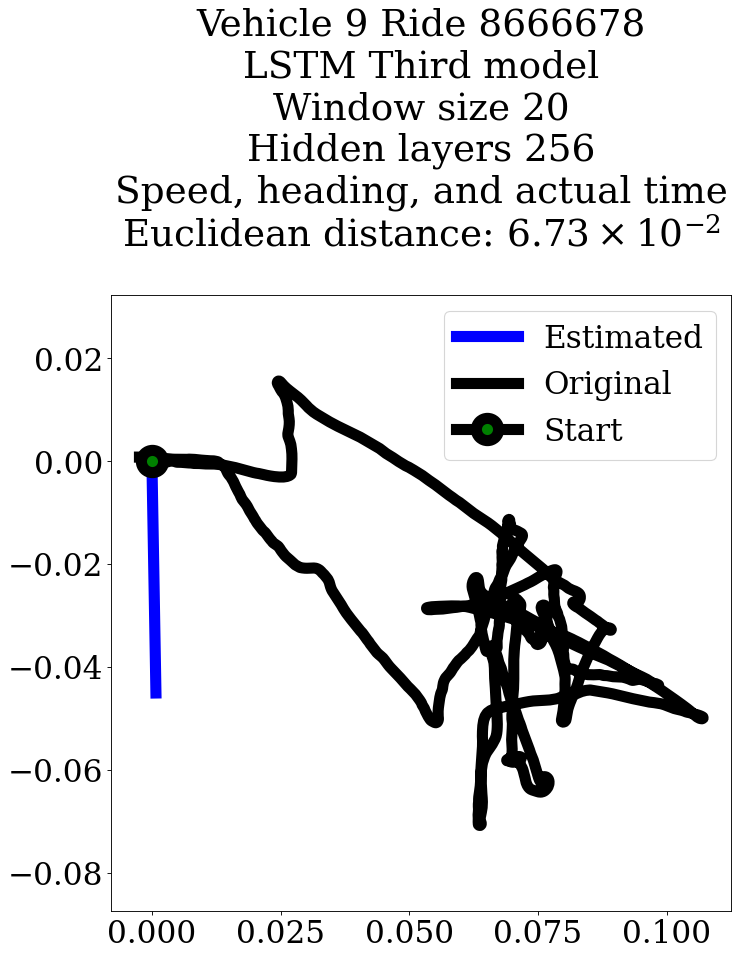 Vehicle 9 Ride 8666678
LSTM Third model
Window size 20
Hidden layers 256
Speed, heading, and actual time
Euclidean distance: 6.73 × 10⁻²
Estimated
Original
Start
0.02
0.00
−0.02
−0.04
−0.06
−0.08
0.000 0.025 0.050 0.075 0.100